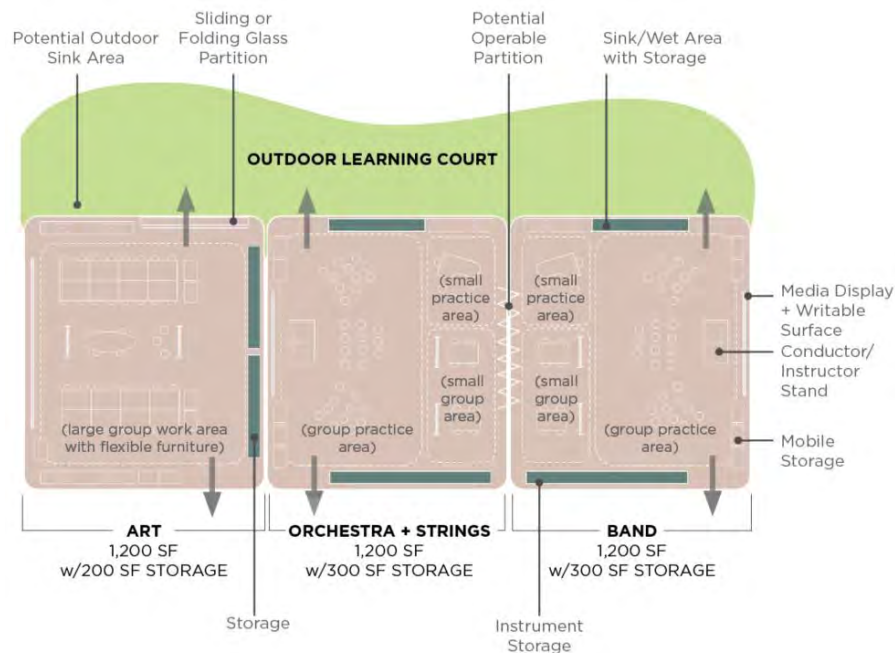 Potential Outdoor
Sink Area
Sliding or
Folding Glass
Partition
Potential
Operable
Partition
Sink/Wet Area
with Storage
OUTDOOR LEARNING COURT
(small
practice
area)
(small
practice
area)
Media Display
+ Writable
Surface
Conductor/
Instructor
Stand
(small
group
area)
(small
group
area)
(large group work area
with flexible furniture)
(group practice
area)
(group practice
area)
Mobile
Storage
ART
1,200 SF
w/200 SF STORAGE
ORCHESTRA + STRINGS
1,200 SF
w/300 SF STORAGE
BAND
1,200 SF
w/300 SF STORAGE
Storage
Instrument
Storage